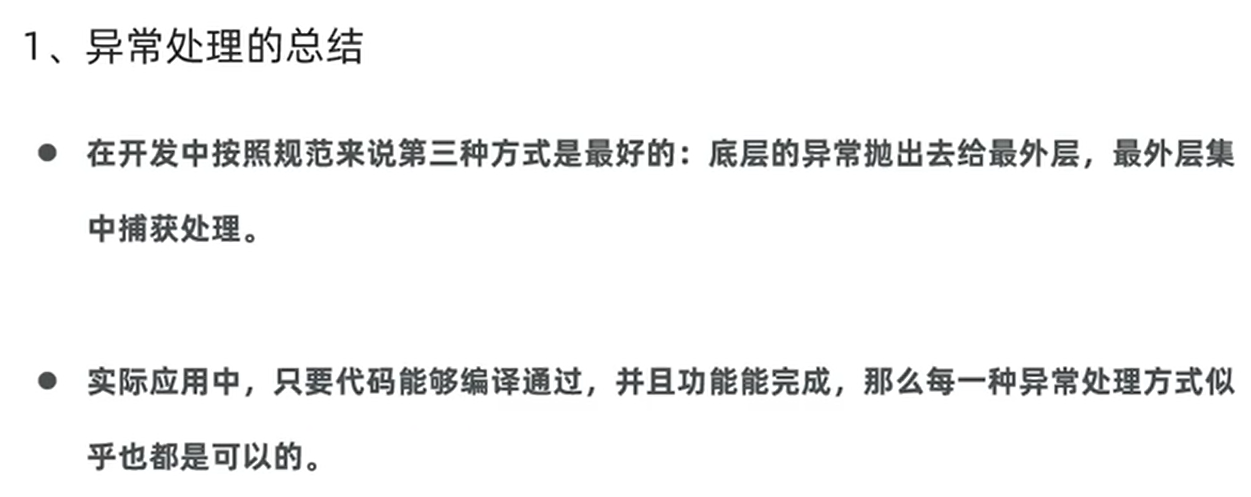 1、异常处理的总结
● 在开发中按照规范来说第三种方式是最好的：底层的异常抛出去给最外层，最外层集
中捕获处理。
● 实际应用中，只要代码能够编译通过，并且功能能完成，那么每一种异常处理方式似
乎也都是可以的。